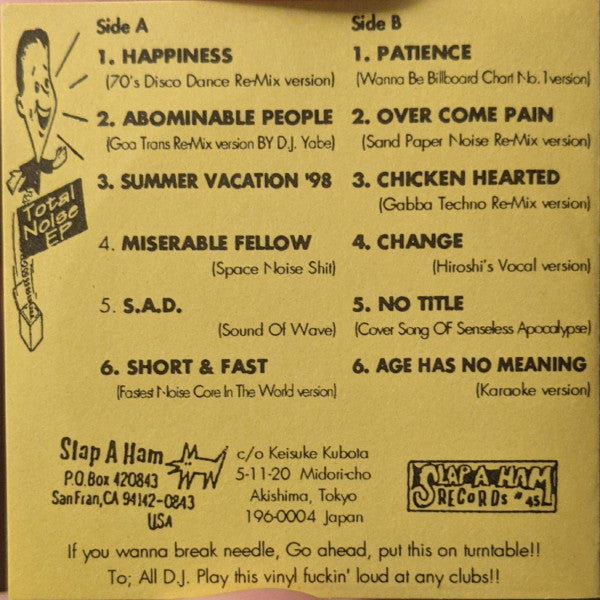 Side A
1. HAPPINESS
(70's Disco Dance Re-Mix version)
2. ABOMINABLE PEOPLE
(Goa Trans Re-Mix version BY D.J. Yabe)
3. SUMMER VACATION '98
4. MISERABLE FELLOW
(Space Noise Shit)
5. S.A.D.
(Sound Of Wave)
6. SHORT & FAST
(Fastest Noise Core In The World version)
Side B
1. PATIENCE
(Wanna Be Billboard Chart No.1version)
2. OVER COME PAIN
(Sand Paper Noise Re-Mix version)
3. CHICKEN HEARTED
(Gabba Techno Re-Mix version)
4. CHANGE
(Hiroshi's Vocal version)
5. NO TITLE
(Cover Song OF Senseless Apocalypse)
6. AGE HAS NO MEANING
(Karaoke version)
Total
Noise
EP
Slap A Ham
P.O.Box 420843
San Fran,CA 94142-0843
USA
c/o Keisuke Kubota
5-11-20 Midori-cho
Akishima, Tokyo
196-0004 Japan
SLAP A HAM
RECORDS #45
If you wanna break needle, Go ahead, put this on turntable!!
To; All D.J. Play this vinyl fuckin' loud at any clubs!!